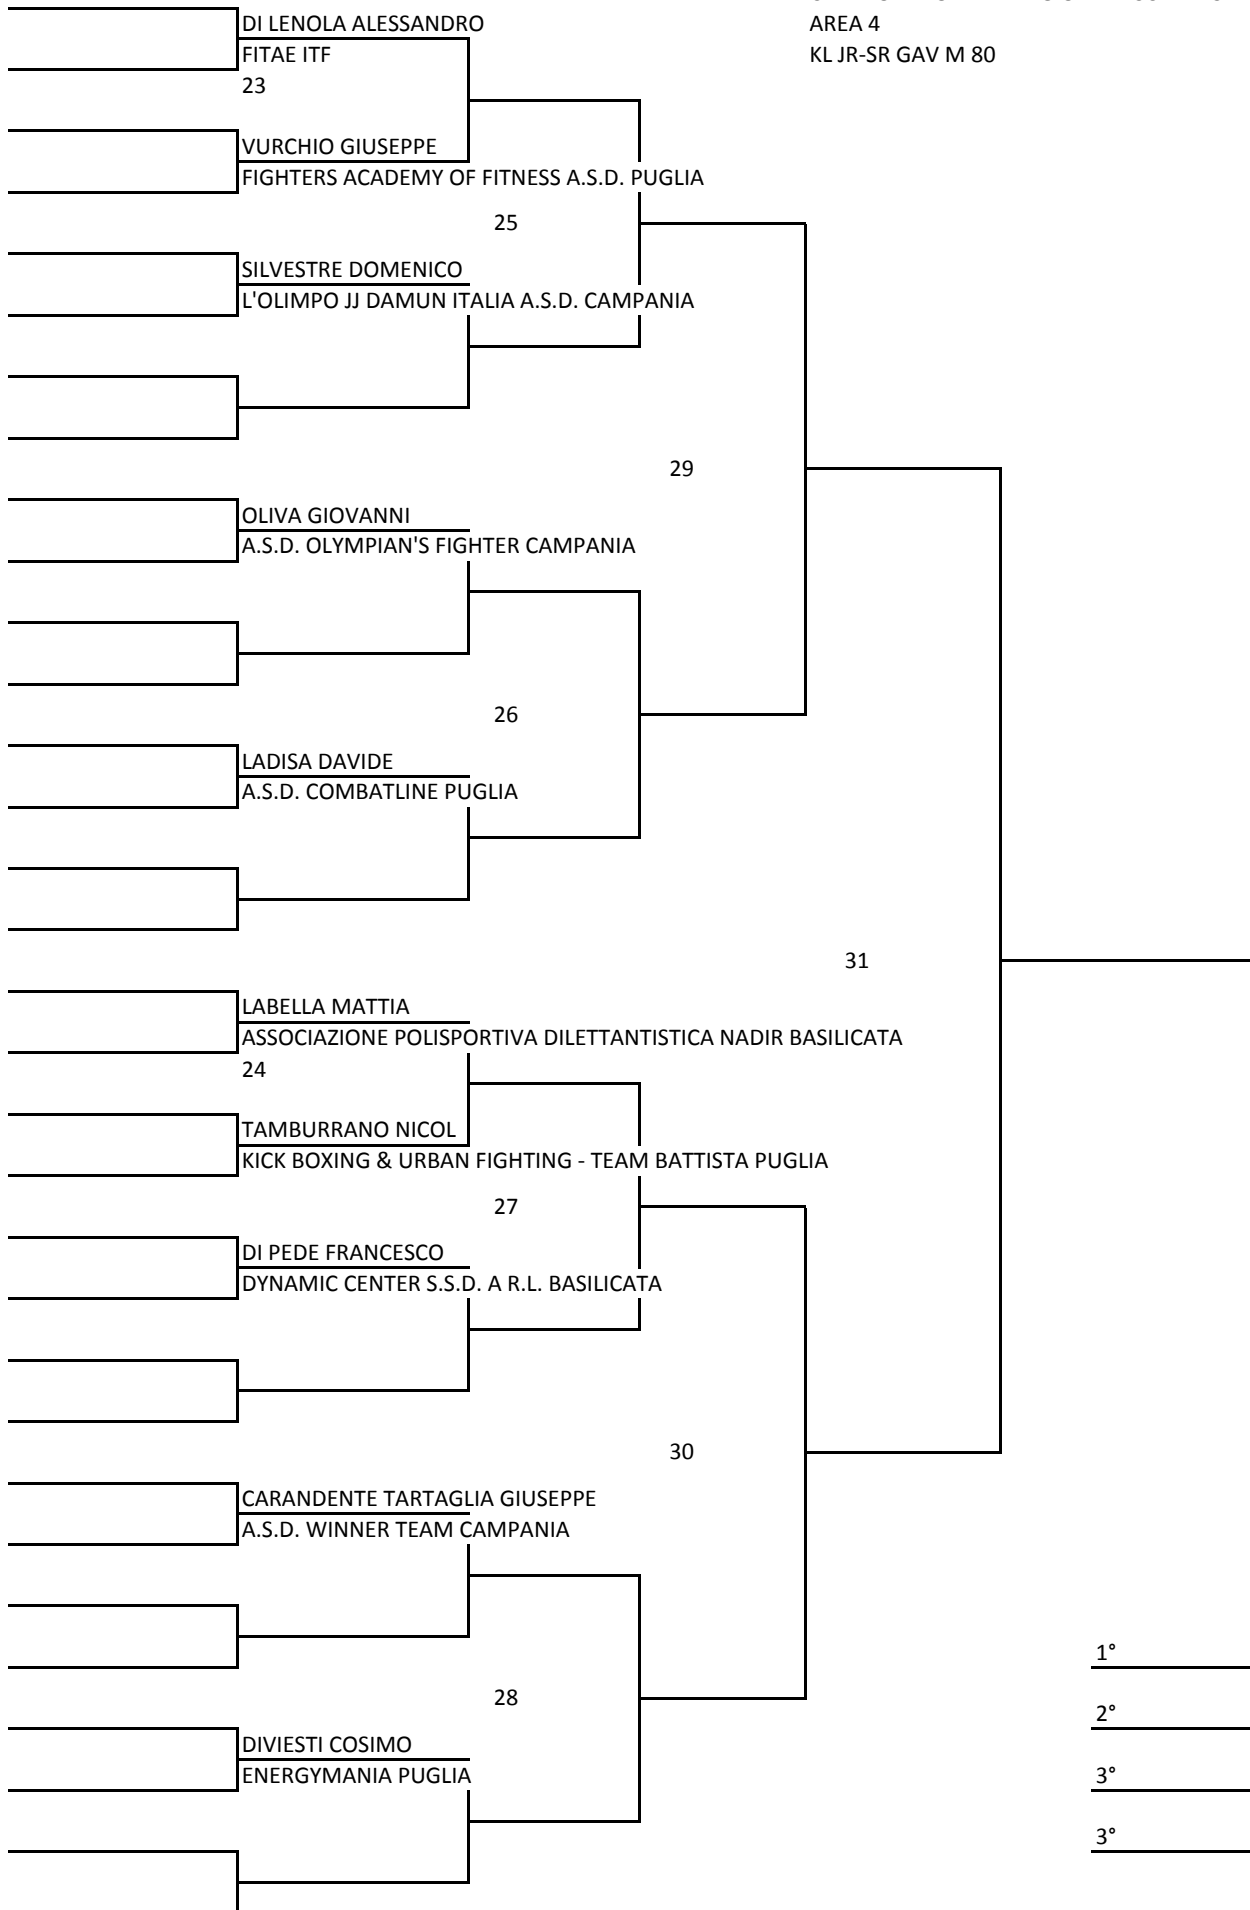 DI LENOLA ALESSANDRO
AREA 4
FITAE ITF
KL JR-SR GAV M 80
23
VURCHIO GIUSEPPE
FIGHTERS ACADEMY OF FITNESS A.S.D. PUGLIA
25
SILVESTRE DOMENICO
L'OLIMPO JJ DAMUN ITALIA A.S.D. CAMPANIA
29
OLIVA GIOVANNI
A.S.D. OLYMPIAN'S FIGHTER CAMPANIA
26
LADISA DAVIDE
A.S.D. COMBATLINE PUGLIA
31
LABELLA MATTIA
ASSOCIAZIONE POLISPORTIVA DILETTANTISTICA NADIR BASILICATA
24
TAMBURRANO NICOL
KICK BOXING & URBAN FIGHTING - TEAM BATTISTA PUGLIA
27
DI PEDE FRANCESCO
DYNAMIC CENTER S.S.D. A R.L. BASILICATA
30
CARANDENTE TARTAGLIA GIUSEPPE
A.S.D. WINNER TEAM CAMPANIA
1°
28
2°
DIVIESTI COSIMO
ENERGYMANIA PUGLIA
3°
3°